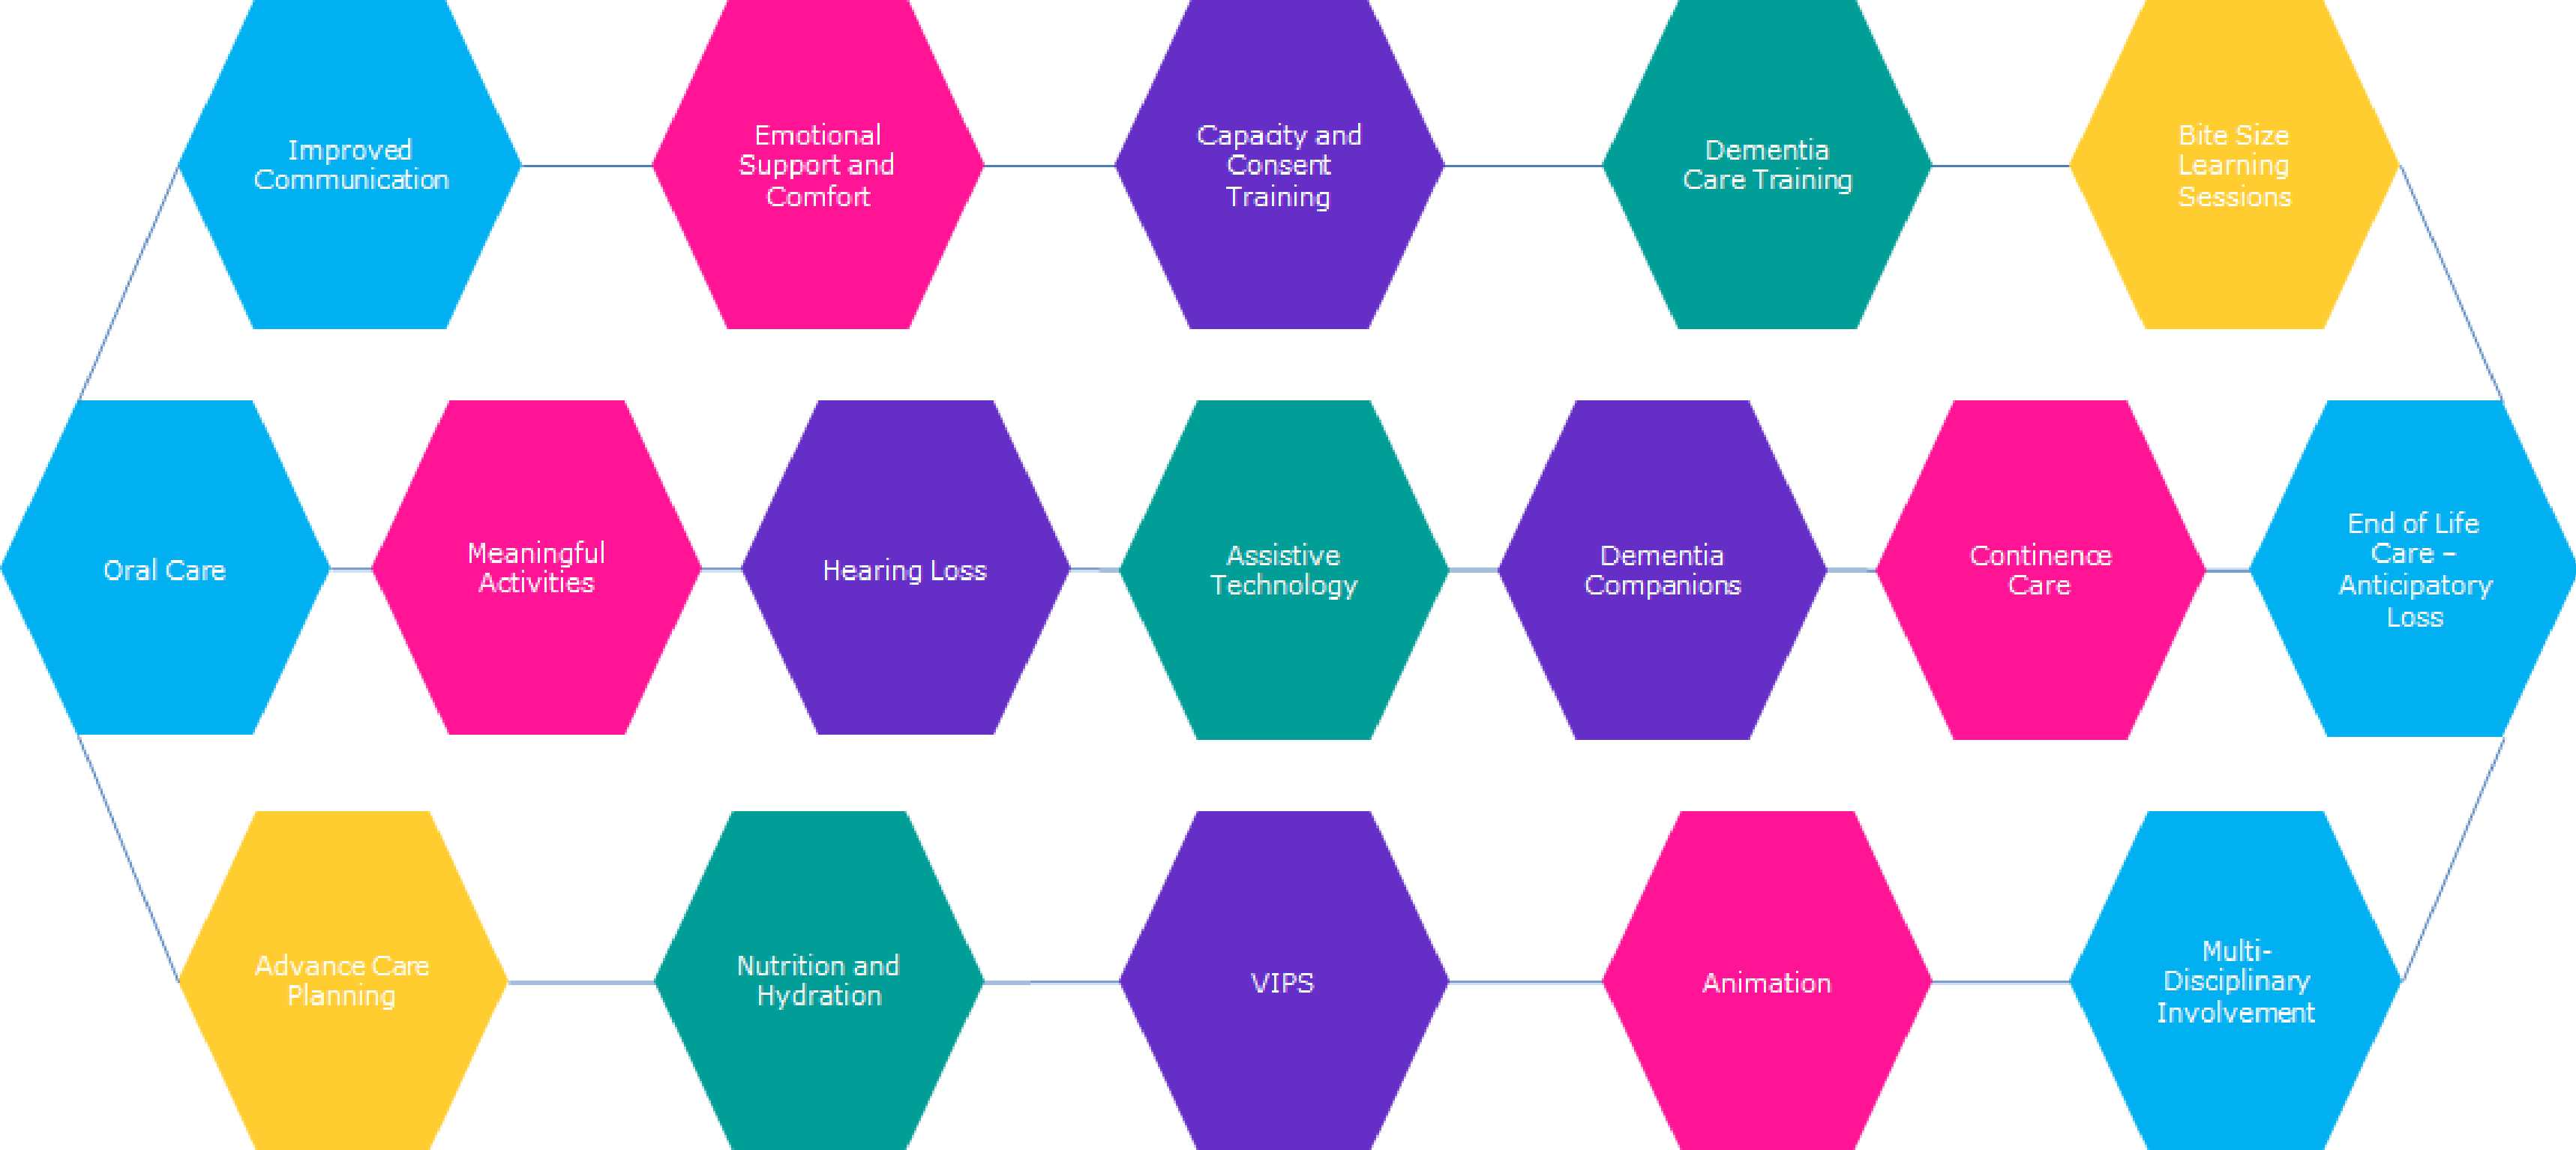 Improved
Communication
Emotional
Support and
Comfort
Capacity and
Consent
Training
Dementia
Care Training
Bite Size
Learning
Sessions
Oral Care
Meaningful
Activities
Hearing Loss
Assistive
Technology
Dementia
Companions
Continence
Care
End of Life
Care –
Anticipatory
Loss
Advance Care
Planning
Nutrition and
Hydration
VIPS
Animation
Multi-
Disciplinary
Involvement